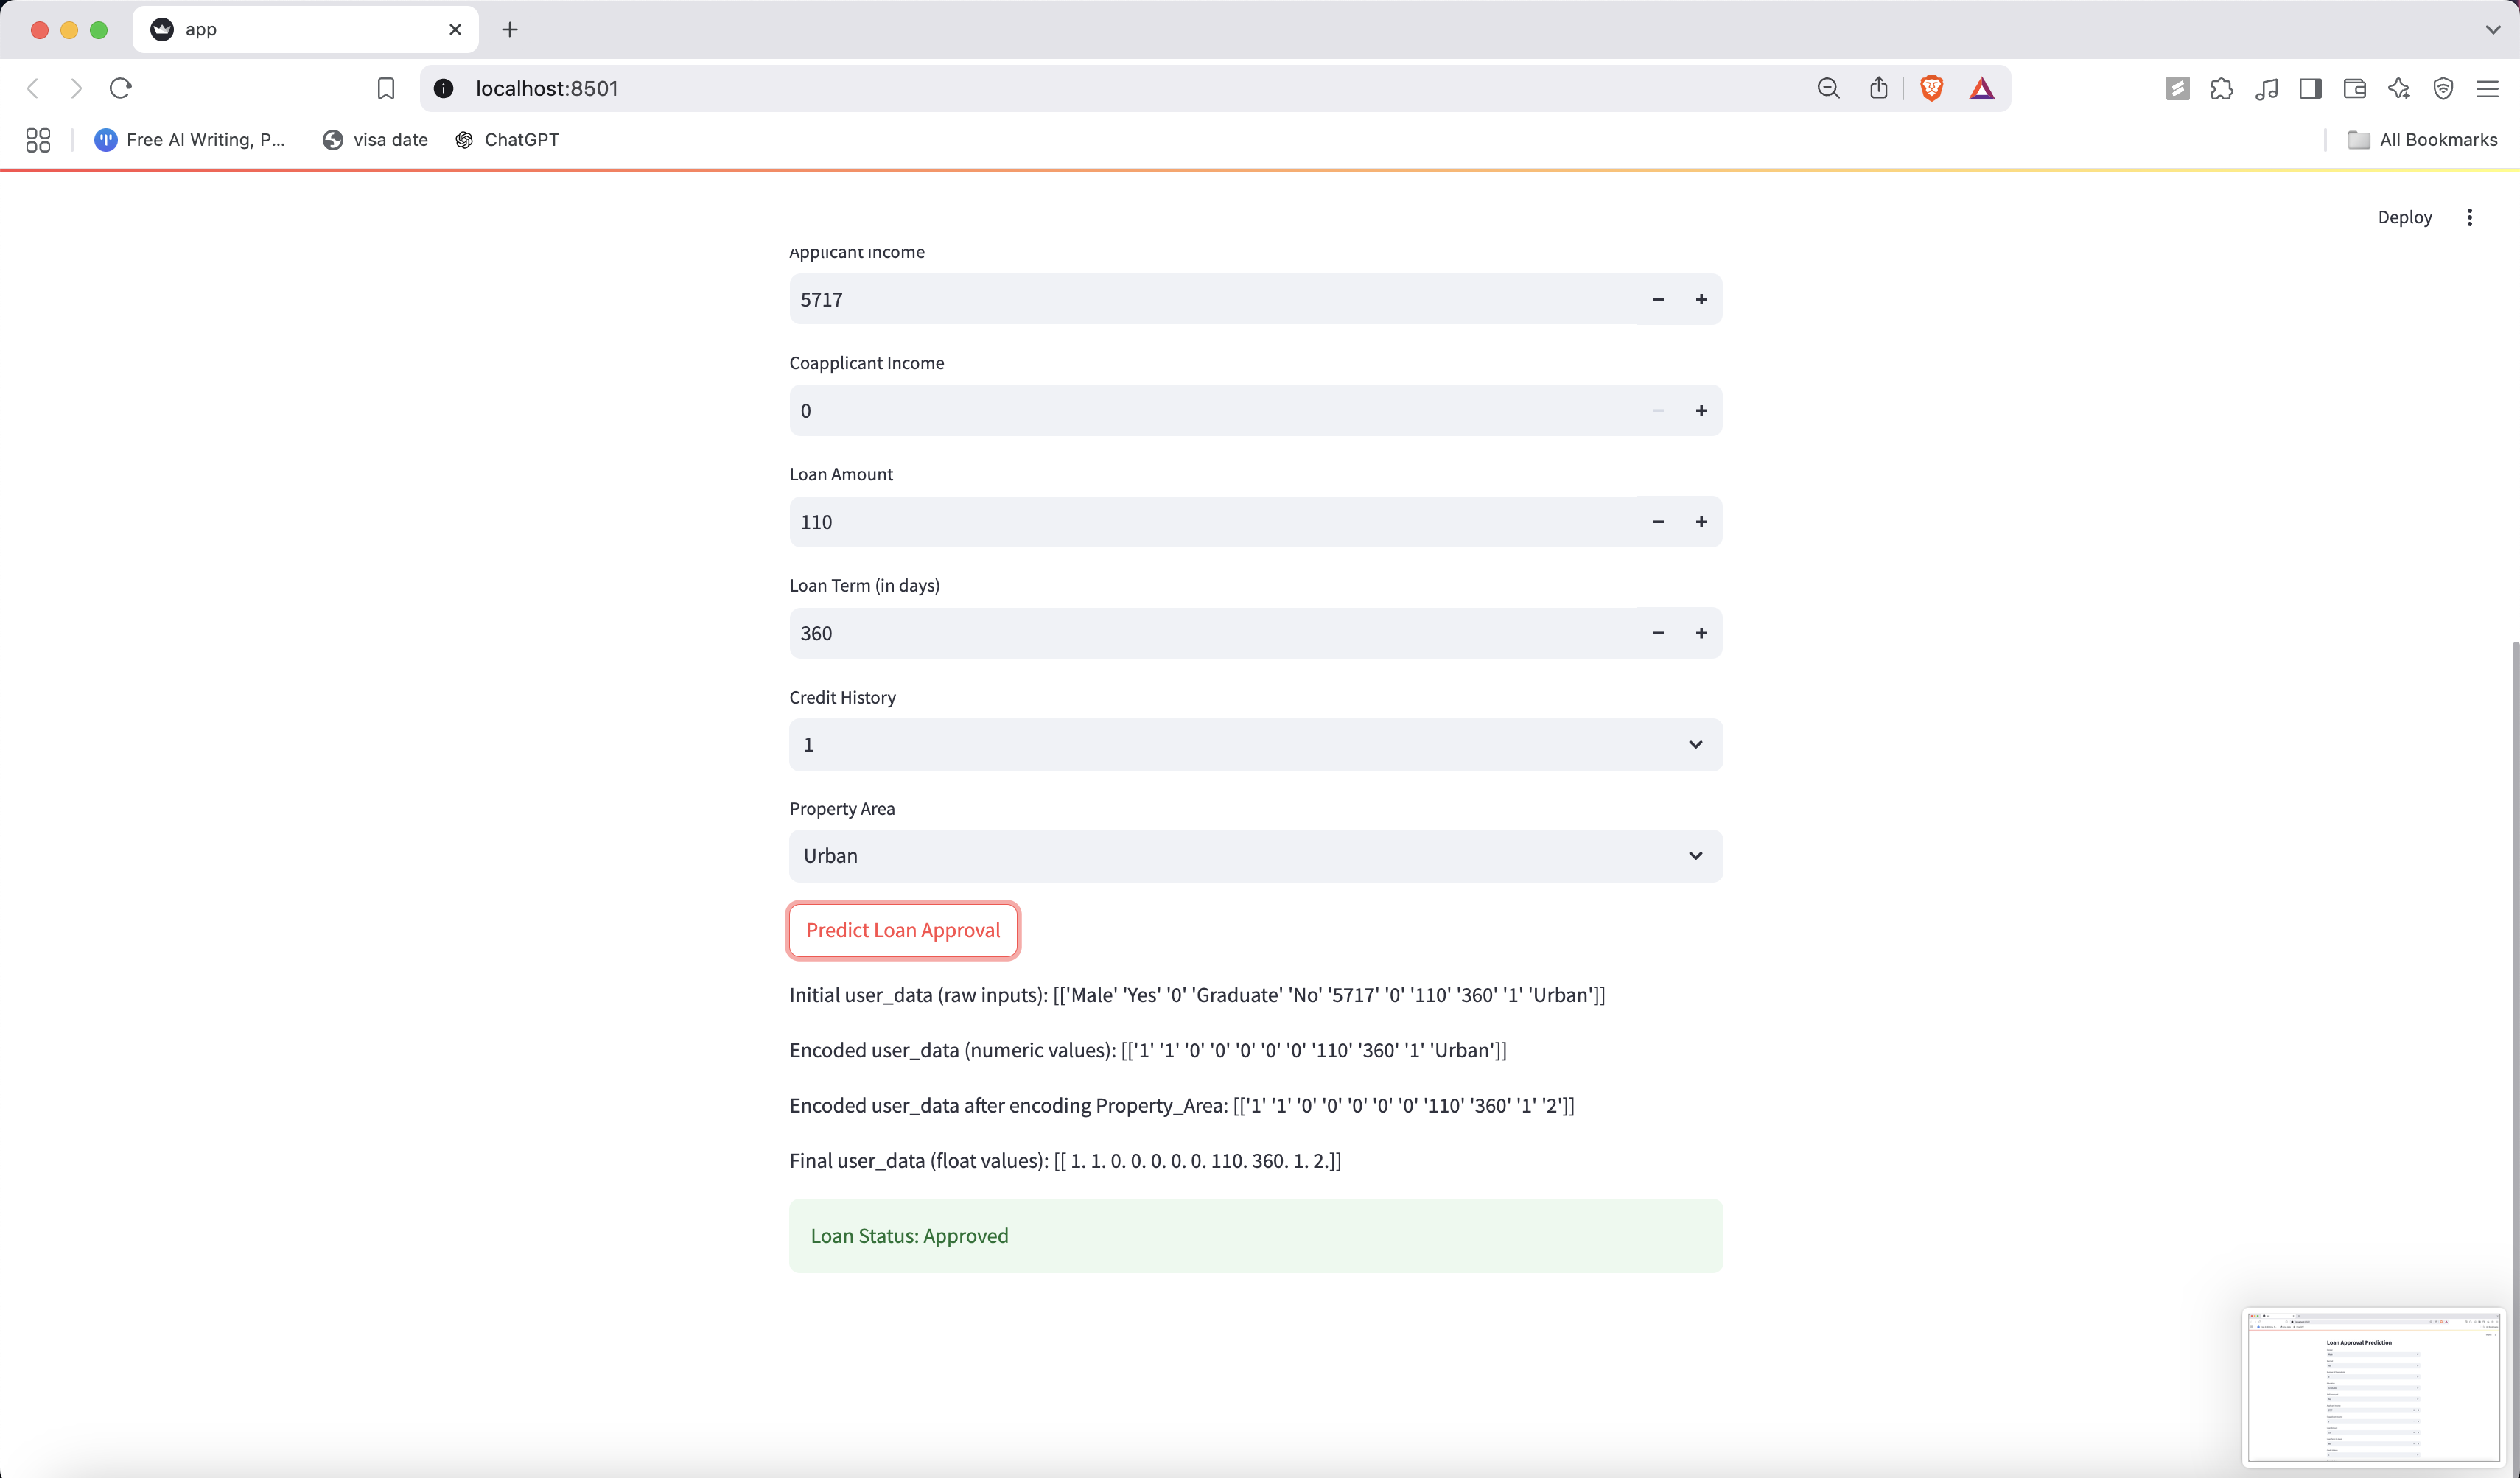 app
localhost:8501
Free AI Writing, P...
visa date
ChatGPT
All Bookmarks
Deploy
Applicant Income
5717
Coapplicant Income
0
Loan Amount
110
Loan Term (in days)
360
Credit History
1
Property Area
Urban
Predict Loan Approval
Initial user_data (raw inputs): [['Male' 'Yes' '0' 'Graduate' 'No' '5717' '0' '110' '360' '1' 'Urban']]
Encoded user_data (numeric values): [['1' '1' '0' '0' '0' '0' '0' '110' '360' '1' 'Urban']]
Encoded user_data after encoding Property_Area: [['1' '1' '0' '0' '0' '0' '0' '110' '360' '1' '2']]
Final user_data (float values): [[ 1. 1. 0. 0. 0. 0. 0. 110. 360. 1. 2.]]
Loan Status: Approved
Loan Approval Prediction